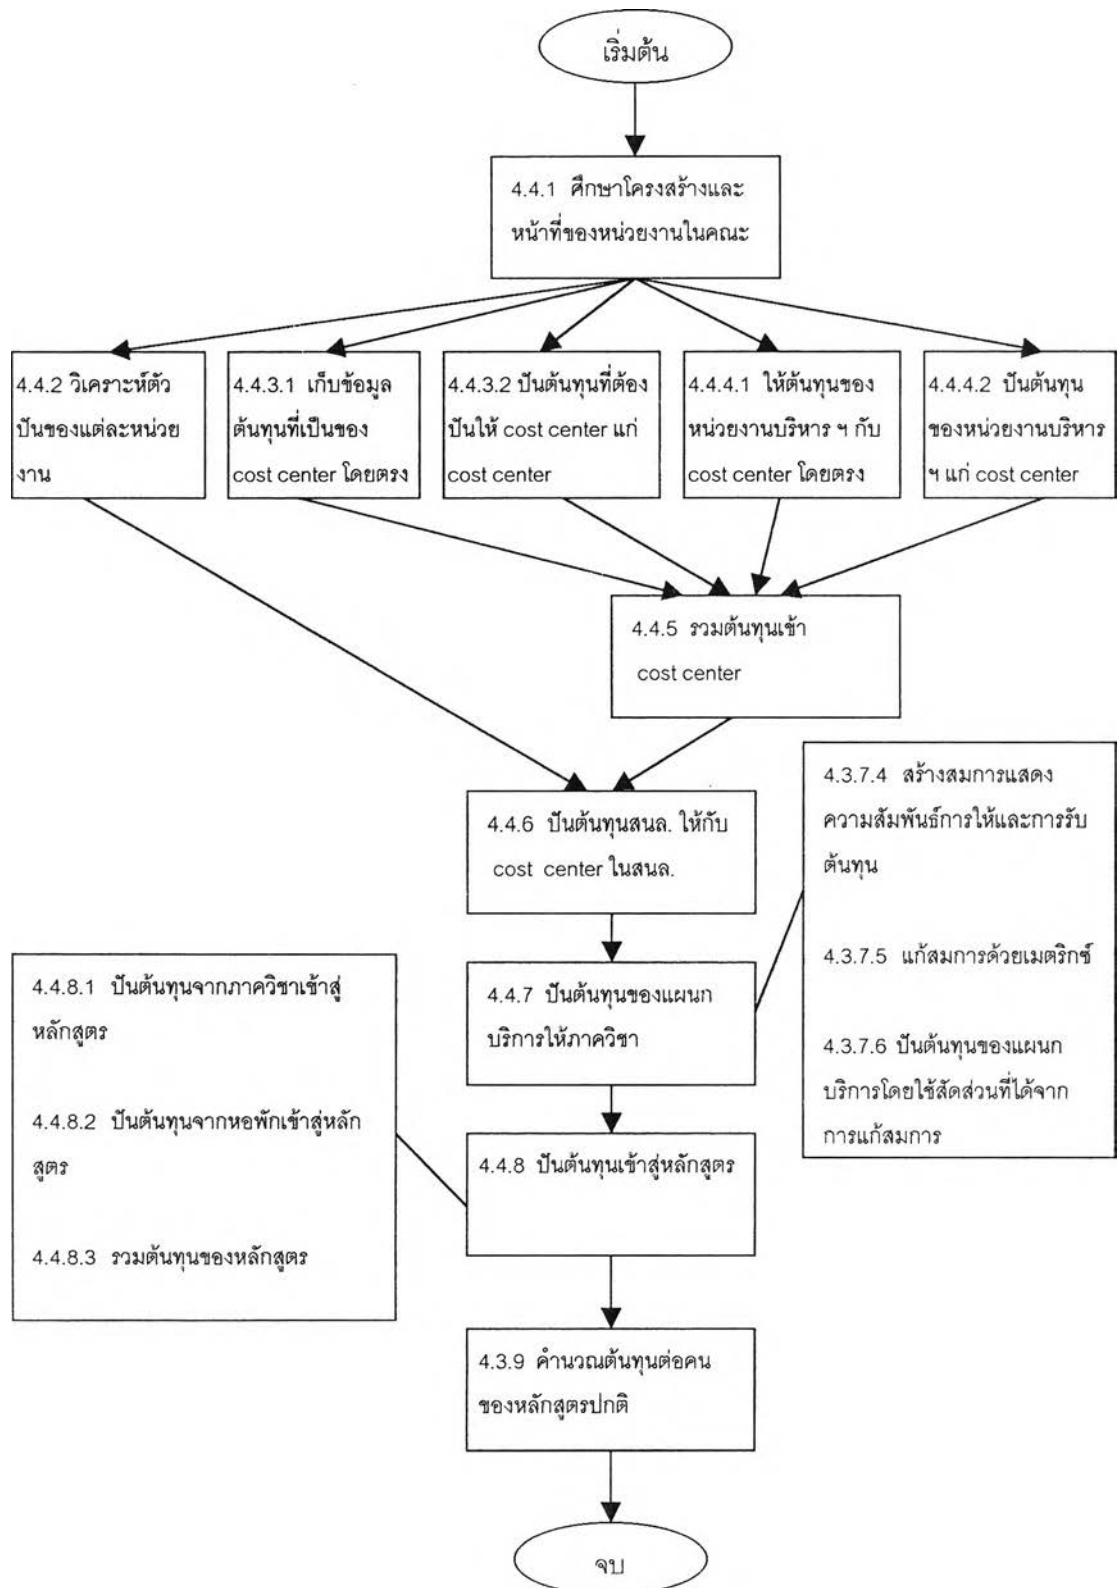 เริ่มต้น
4.4.1 ศึกษาโครงสร้างและ
หน้าที่ของหน่วยงานในคณะ
4.4.2 วิเคราะห์ตัว
ปันของแต่ละหน่วย
งาน
4.4.3.1 เก็บข้อมูล
ต้นทุนที่เป็นของ
cost center โดยตรง
4.4.3.2 ปันต้นทุนที่ต้อง
ปันให้ cost center แก่
cost center
4.4.4.1 ให้ต้นทุนของ
หน่วยงานบริหาร ฯ กับ
cost center โดยตรง
4.4.4.2 ปันต้นทุน
ของหน่วยงานบริหาร
ฯ แก่ cost center
4.4.5 รวมต้นทุนเข้า
cost center
4.4.6 ปันต้นทุนสนล. ให้กับ
cost center ในสนล.
4.3.7.4 สร้างสมการแสดง
ความสัมพันธ์การให้และการรับ
ต้นทุน
4.3.7.5 แก้สมการด้วยเมตริกซ์
4.3.7.6 ปันต้นทุนของแผนก
บริการโดยใช้สัดส่วนที่ได้จาก
การแก้สมการ
4.4.7 ปันต้นทุนของแผนก
บริการให้ภาควิชา
4.4.8.1 ปันต้นทุนจากภาควิชาเข้าสู่
หลักสูตร
4.4.8.2 ปันต้นทุนจากหอพักเข้าสู่หลัก
สูตร
4.4.8.3 รวมต้นทุนของหลักสูตร
4.4.8 ปันต้นทุนเข้าสู่หลักสูตร
4.3.9 คำนวณต้นทุนต่อคน
ของหลักสูตรปกติ
จบ